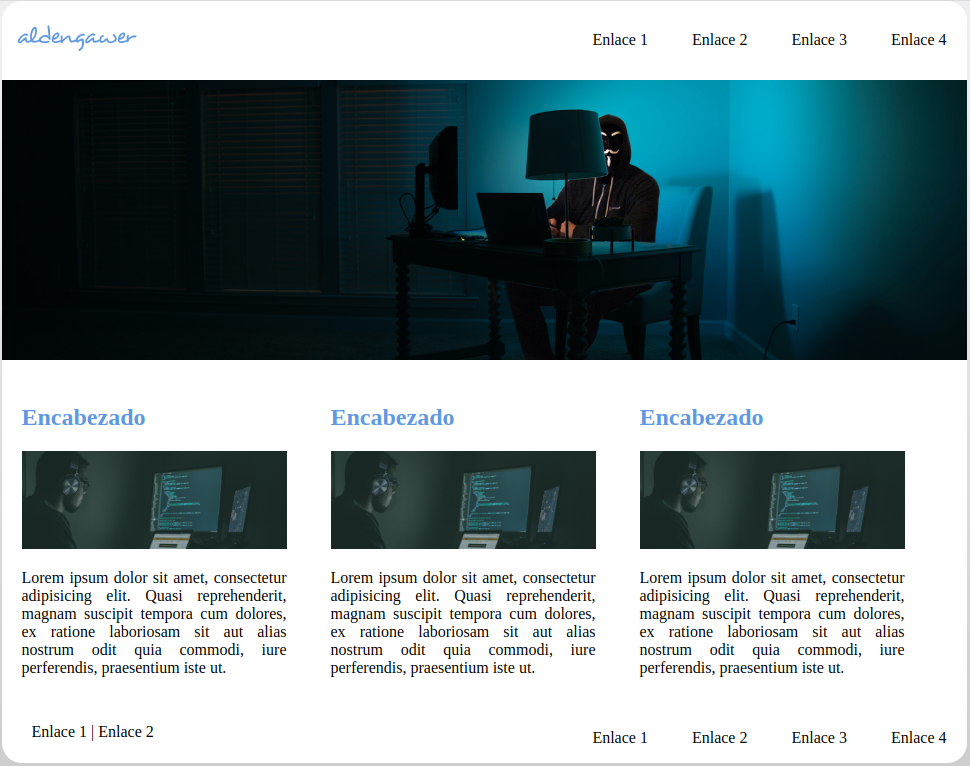 aldengawer
Enlace 1 Enlace 2 Enlace 3 Enlace 4
Encabezado
Lorem ipsum dolor sit amet, consectetur
adipisicing elit. Quasi reprehenderit,
magnam suscipit tempora cum dolores,
ex ratione laboriosam sit aut alias
nostrum odit quia commodi, iure
perferendis, praesentium iste ut.
Encabezado
Lorem ipsum dolor sit amet, consectetur
adipisicing elit. Quasi reprehenderit,
magnam suscipit tempora cum dolores,
ex ratione laboriosam sit aut alias
nostrum odit quia commodi, iure
perferendis, praesentium iste ut.
Encabezado
Lorem ipsum dolor sit amet, consectetur
adipisicing elit. Quasi reprehenderit,
magnam suscipit tempora cum dolores,
ex ratione laboriosam sit aut alias
nostrum odit quia commodi, iure
perferendis, praesentium iste ut.
Enlace 1 | Enlace 2
Enlace 1 Enlace 2 Enlace 3 Enlace 4